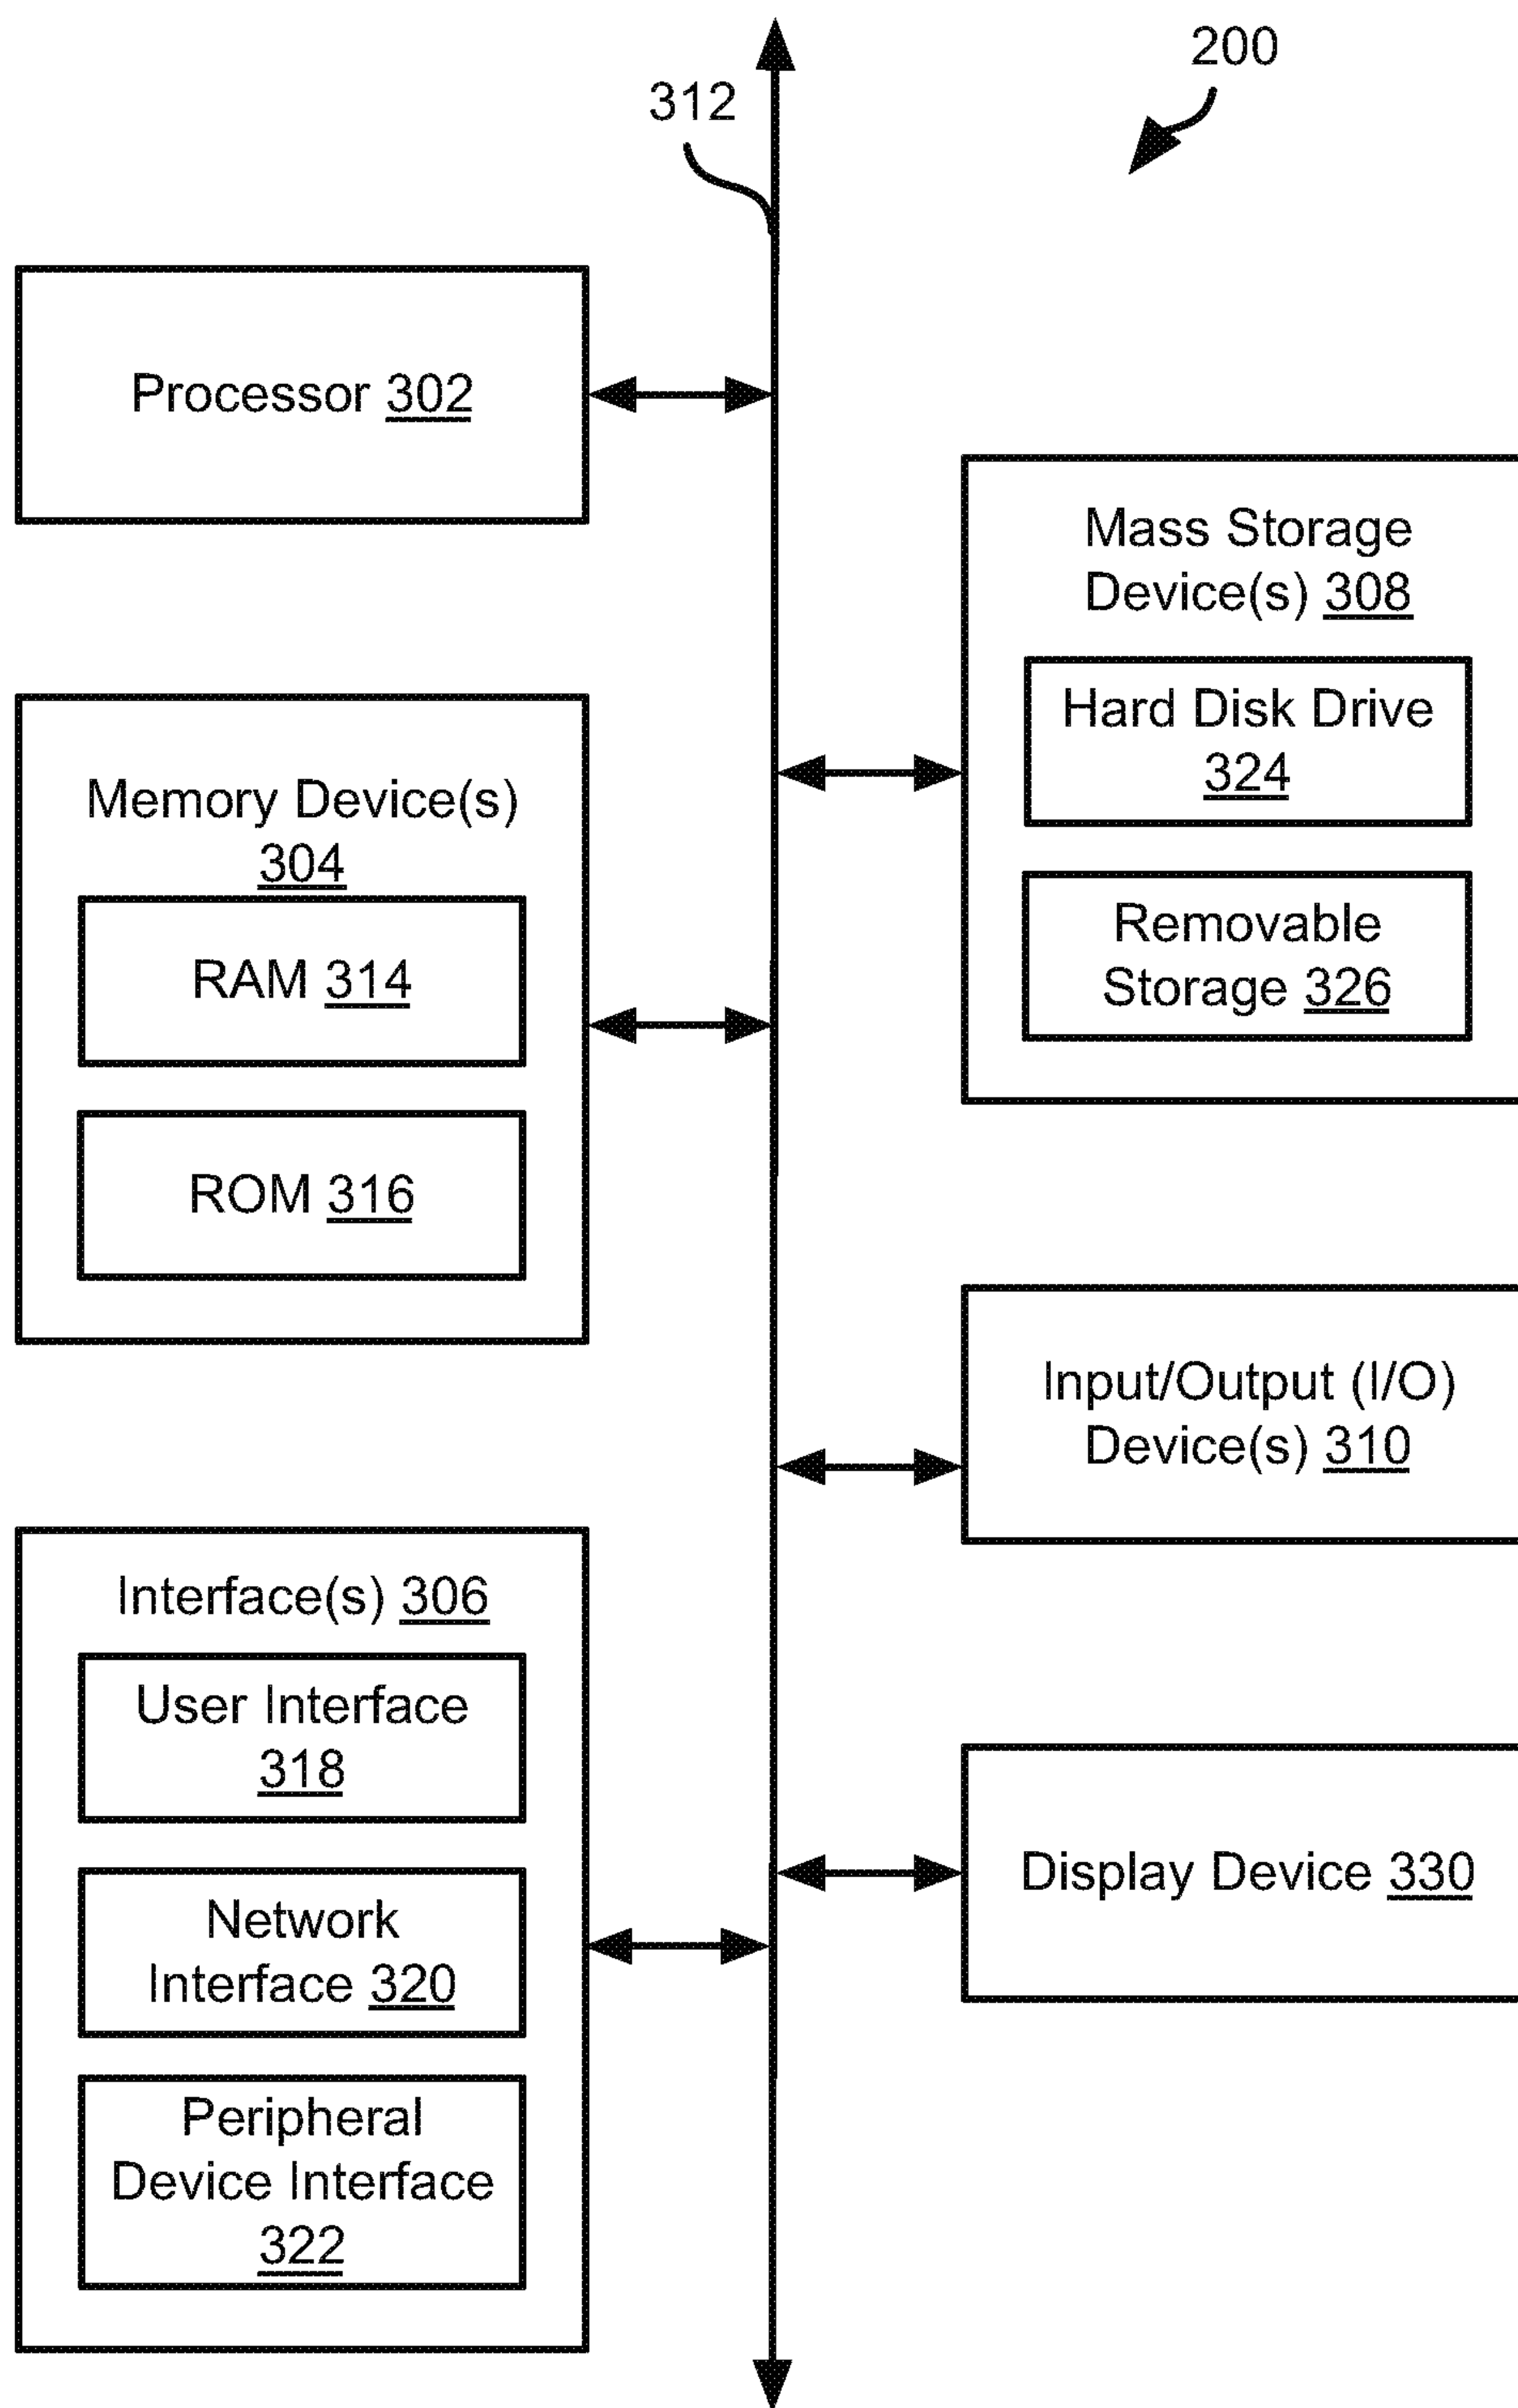 200
312
Processor 302
Mass Storage
Device(s) 308
Hard Disk Drive
324
Removable
Storage 326
Memory Device(s)
304
RAM 314
ROM 316
Input/Output (I/O)
Device(s) 310
Interface(s) 306
User Interface
318
Network
Interface 320
Peripheral
Device Interface
322
Display Device 330